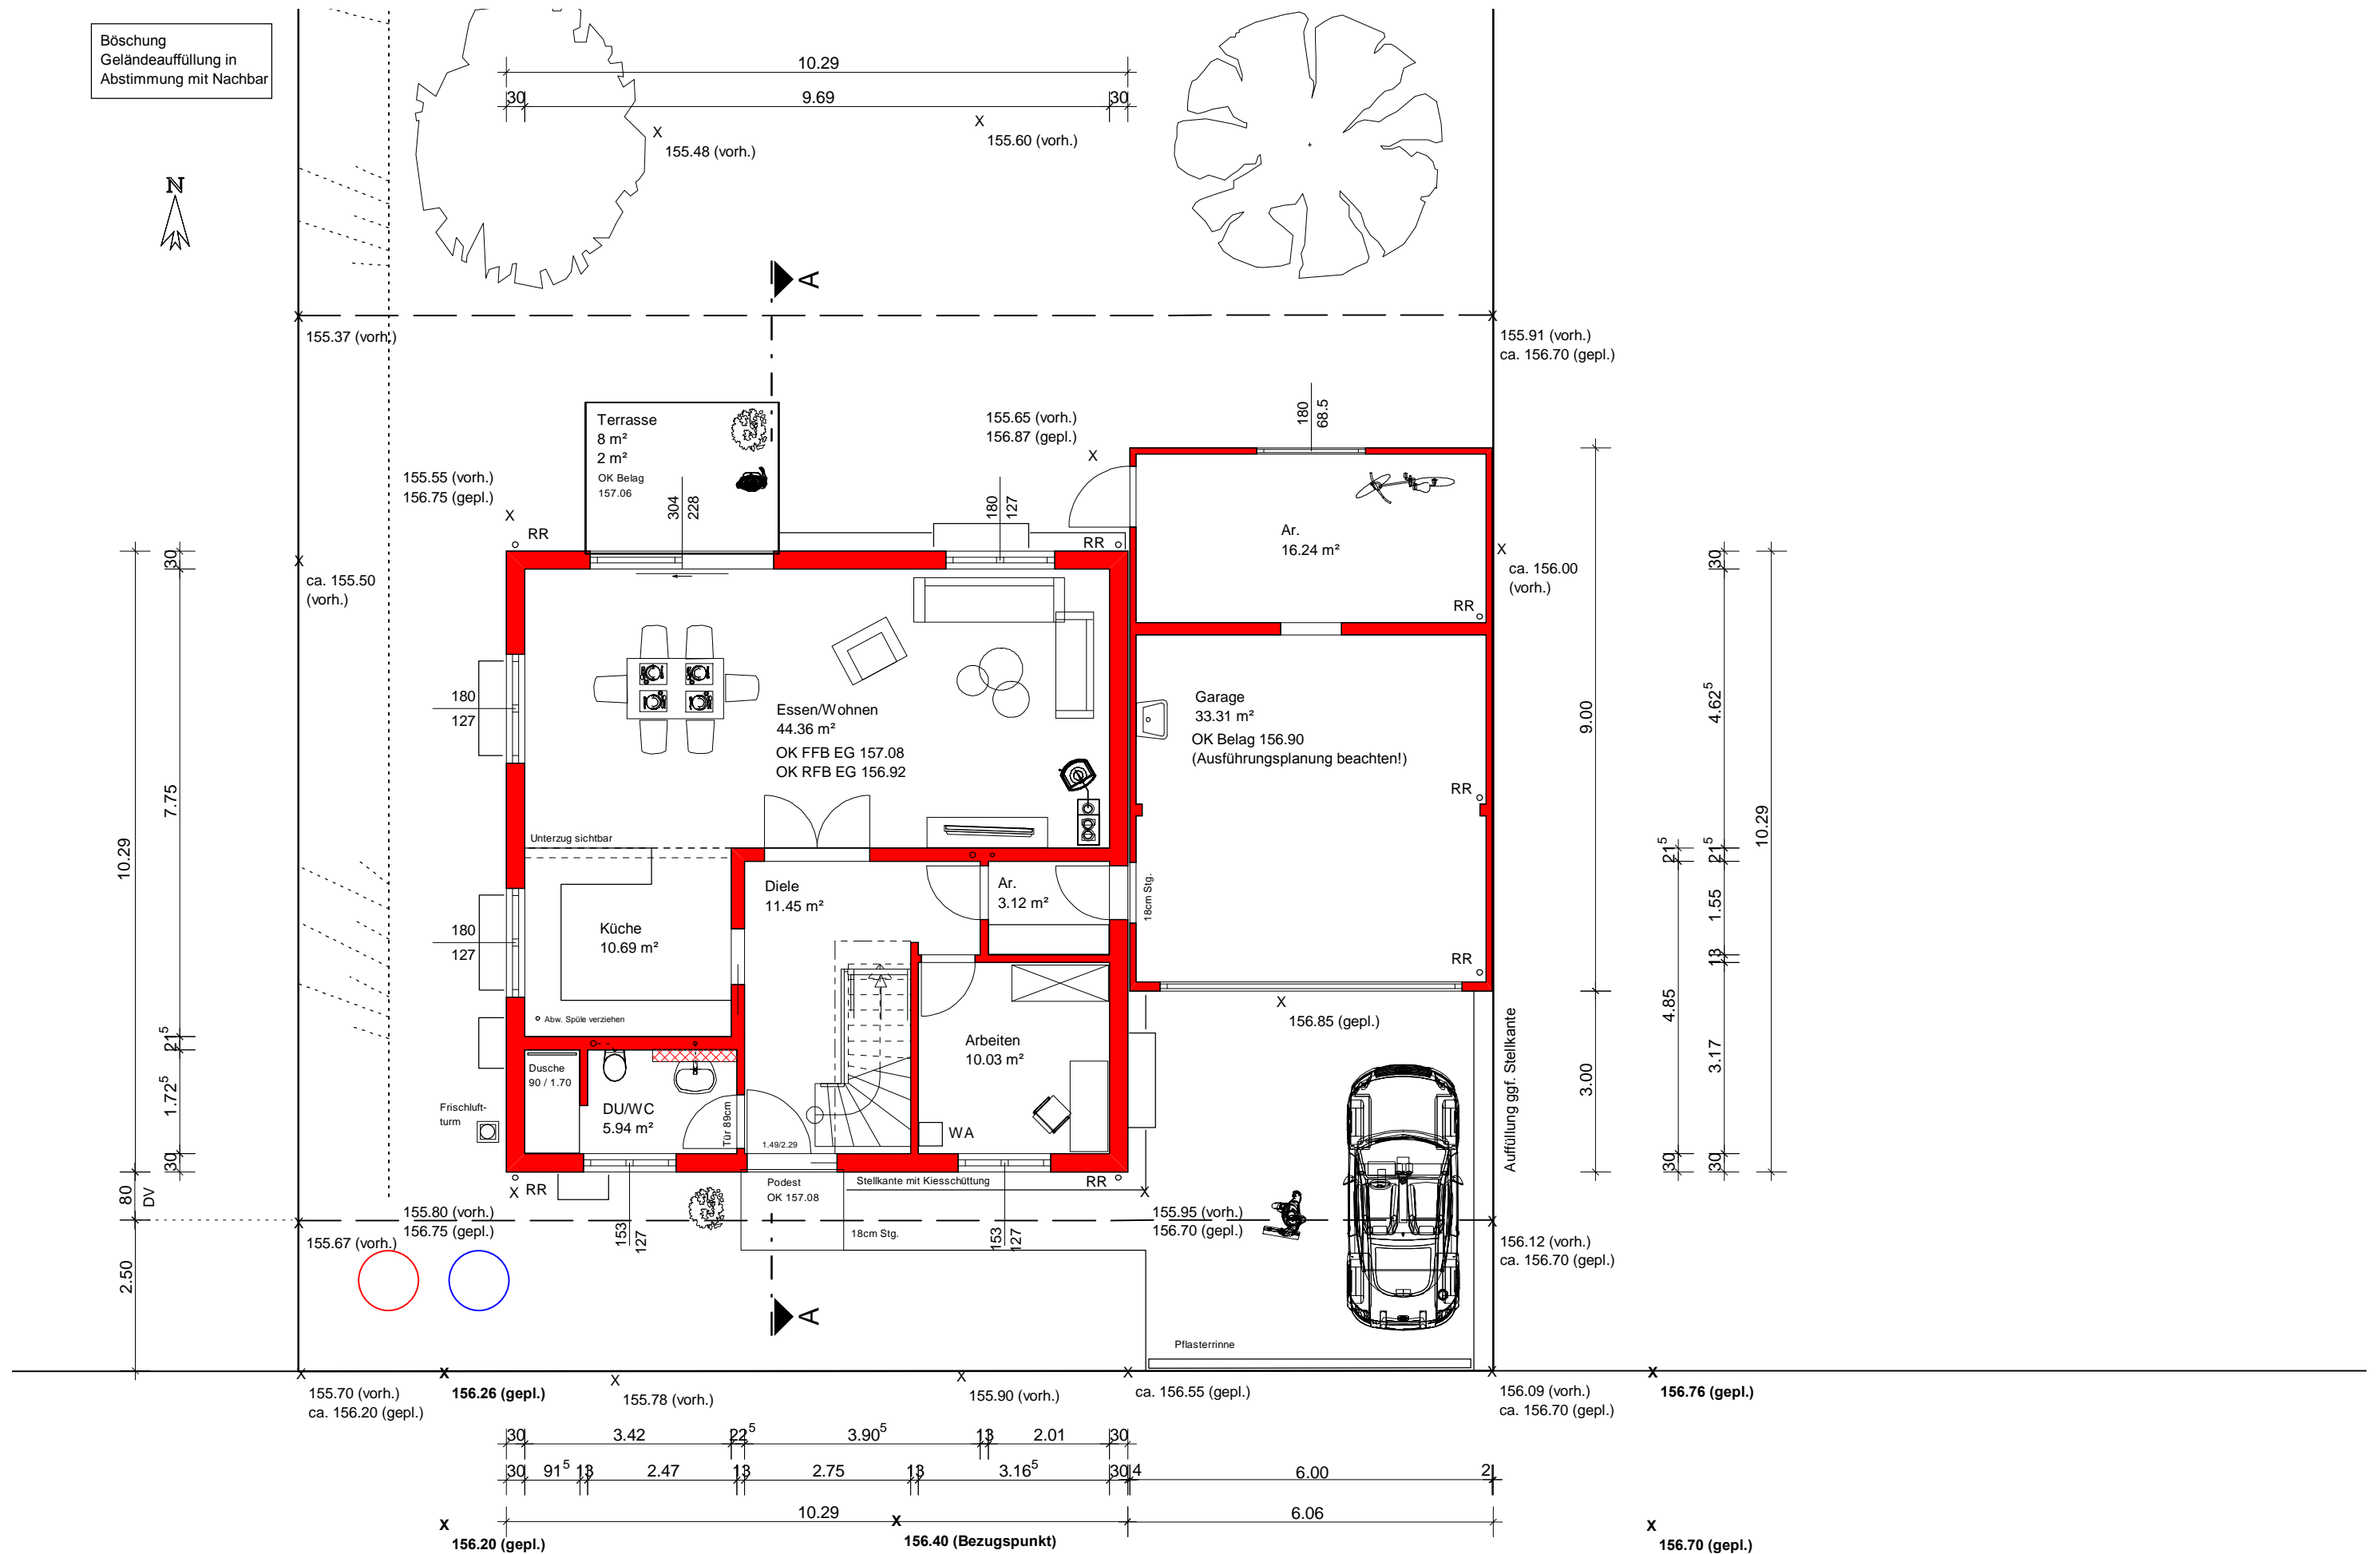 Böschung
Geländeauffüllung in
Abstimmung mit Nachbar
N
10.29
30
9.69
30
X
155.48 (vorh.)
X
155.60 (vorh.)
A
X
155.37 (vorh.)
X
155.91 (vorh.)
ca. 156.70 (gepl.)
Terrasse
8 m²
2 m²
OK Belag
157.06
304
228
155.65 (vorh.)
156.87 (gepl.)
X
180
68.5
155.55 (vorh.)
156.75 (gepl.)
X
RR
180
127
RR
Ar.
16.24 m²
RR
X
ca. 155.50
(vorh.)
X
ca. 156.00
(vorh.)
180
127
Essen/Wohnen
44.36 m²
OK FFB EG 157.08
OK RFB EG 156.92
Garage
33.31 m²
OK Belag 156.90
(Ausführungsplanung beachten!)
RR
Unterzug sichtbar
Diele
11.45 m²
Ar.
3.12 m²
18cm Stg.
Küche
10.69 m²
180
127
RR
Abw. Spüle verziehen
X
156.85 (gepl.)
Arbeiten
10.03 m²
Dusche
90 / 1.70
DU/WC
5.94 m²
Tür 89cm
1.49/2.29
WA
Frischluft-
turm
Auffüllung ggf. Stellkante
X
RR
Podest
OK 157.08
Stellkante mit Kiesschüttung
RR
X
155.80 (vorh.)
156.75 (gepl.)
153
127
18cm Stg.
153
127
155.95 (vorh.)
156.70 (gepl.)
X
155.67 (vorh.)
X
156.12 (vorh.)
ca. 156.70 (gepl.)
A
Pflasterrinne
X
155.70 (vorh.)
ca. 156.20 (gepl.)
X
156.26 (gepl.)
X
155.78 (vorh.)
X
155.90 (vorh.)
X
ca. 156.55 (gepl.)
X
156.09 (vorh.)
ca. 156.70 (gepl.)
X
156.76 (gepl.)
10.29
80
DV
2.50
30
7.75
21⁵
1.72⁵
30
9.00
3.00
21⁵
4.85
30
30
4.62⁵
21⁵
1.55
13
3.17
30
10.29
30
3.42
22⁵
3.90⁵
13
2.01
30
30
91⁵
13
2.47
13
2.75
13
3.16⁵
30
4
6.00
2
10.29
6.06
X
156.20 (gepl.)
X
156.40 (Bezugspunkt)
X
156.70 (gepl.)